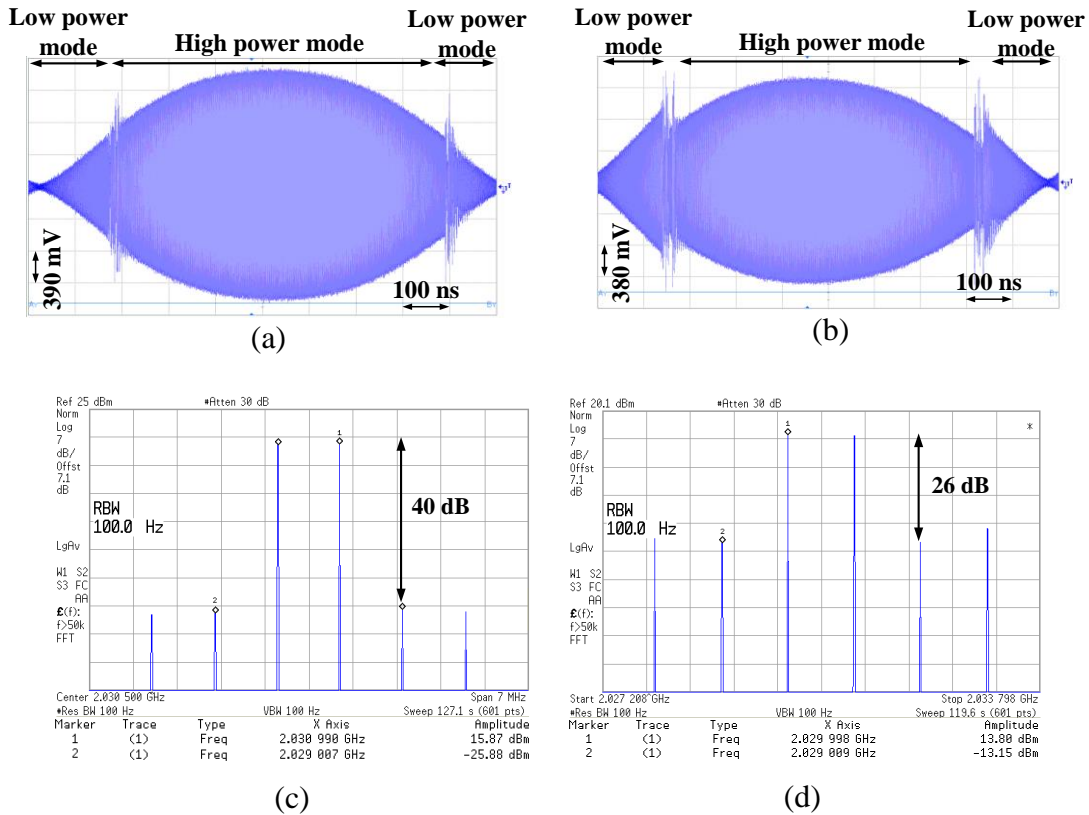 Low power
mode
High power mode
Low power
mode
390 mV
100 ns
(a)
Low power
mode
High power mode
Low power
mode
380 mV
100 ns
(b)
Ref 25 dBm
#Atten 30 dB
Norm
Log
7
dB/
Offst
7.1
dB
RBW
100.0 Hz
LgAv
W1 S2
S3 FC
AA
£(f):
f>50k
FFT
2
1
40 dB
Center 2.030 500 GHz
Span 7 MHz
#Res BW 100 Hz
VBW 100 Hz
Sweep 127.1 s (601 pts)
Marker Trace Type X Axis Amplitude
1 (1) Freq 2.030 990 GHz 15.87 dBm
2 (1) Freq 2.029 007 GHz -25.88 dBm
(c)
Ref 20.1 dBm
#Atten 30 dB
Norm
Log
7
dB/
Offst
7.1
dB
RBW
100.0 Hz
LgAv
W1 S2
S3 FC
AA
£(f):
f>50k
FFT
2
1
*
26 dB
Start 2.027 208 GHz
Stop 2.033 798 GHz
#Res BW 100 Hz
VBW 100 Hz
Sweep 119.6 s (601 pts)
Marker Trace Type X Axis Amplitude
1 (1) Freq 2.029 998 GHz 13.80 dBm
2 (1) Freq 2.029 009 GHz -13.15 dBm
(d)